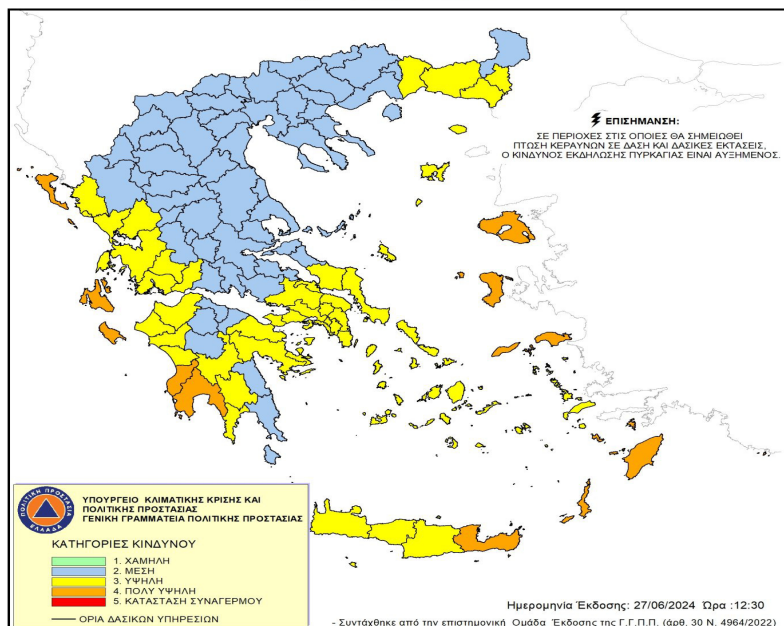 ΕΠΙΣΗΜΑΝΣΗ:
ΣΕ ΠΕΡΙΟΧΕΣ ΣΤΙΣ ΟΠΟΙΕΣ ΘΑ ΣΗΜΕΙΩΘΕΙ
ΠΤΩΣΗ ΚΕΡΑΥΝΩΝ ΣΕ ΔΑΣΗ ΚΑΙ ΔΑΣΙΚΕΣ ΕΚΤΑΣΕΙΣ,
Ο ΚΙΝΔΥΝΟΣ ΕΚΔΗΛΩΣΗΣ ΠΥΡΚΑΓΙΑΣ ΕΙΝΑΙ ΑΥΞΗΜΕΝΟΣ.
ΠΟΛΙΤΙΚΗ ΠΡΟΣΤΑΣΙΑ
ΕΛΛΑΔΑ
ΥΠΟΥΡΓΕΙΟ ΚΛΙΜΑΤΙΚΗΣ ΚΡΙΣΗΣ ΚΑΙ
ΠΟΛΙΤΙΚΗΣ ΠΡΟΣΤΑΣΙΑΣ
ΓΕΝΙΚΗ ΓΡΑΜΜΑΤΕΙΑ ΠΟΛΙΤΙΚΗΣ ΠΡΟΣΤΑΣΙΑΣ
ΚΑΤΗΓΟΡΙΕΣ ΚΙΝΔΥΝΟΥ
1. ΧΑΜΗΛΗ
2. ΜΕΣΗ
3. ΥΨΗΛΗ
4. ΠΟΛΥ ΥΨΗΛΗ
5. ΚΑΤΑΣΤΑΣΗ ΣΥΝΑΓΕΡΜΟΥ
ΟΡΙΑ ΔΑΣΙΚΩΝ ΥΠΗΡΕΣΙΩΝ
Ημερομηνία Έκδοσης: 27/06/2024 Ώρα :12:30
- Συντάχθηκε από την επιστημονική Ομάδα Έκδοσης της Γ.Γ.Π.Π. (άρθ. 30 Ν. 4964/2022)